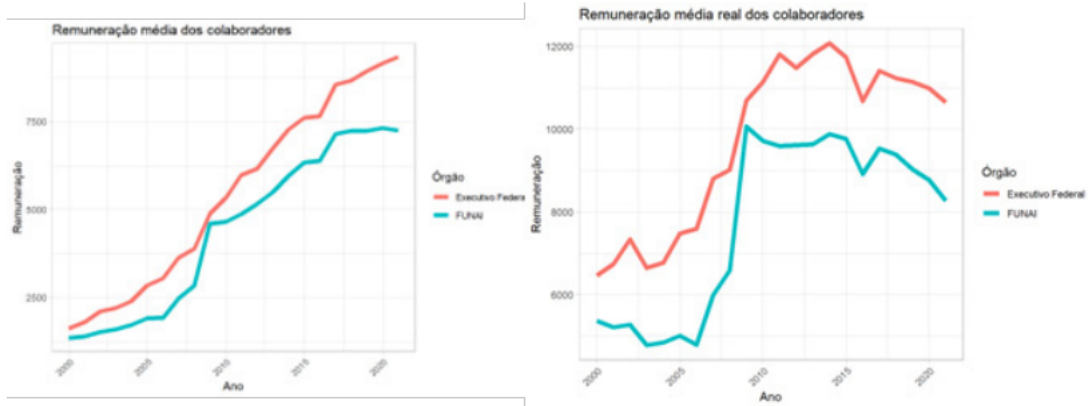 Remuneração média dos colaboradores
Remuneração
7500
5000
2500
2000
2005
2010
2015
2020
Ano
Órgão
Executivo Federa
FUNAI
Remuneração média real dos colaboradores
Remuneração
12000
10000
8000
6000
2000
2005
2010
2015
2020
Ano
Órgão
Executivo Federal
FUNAI